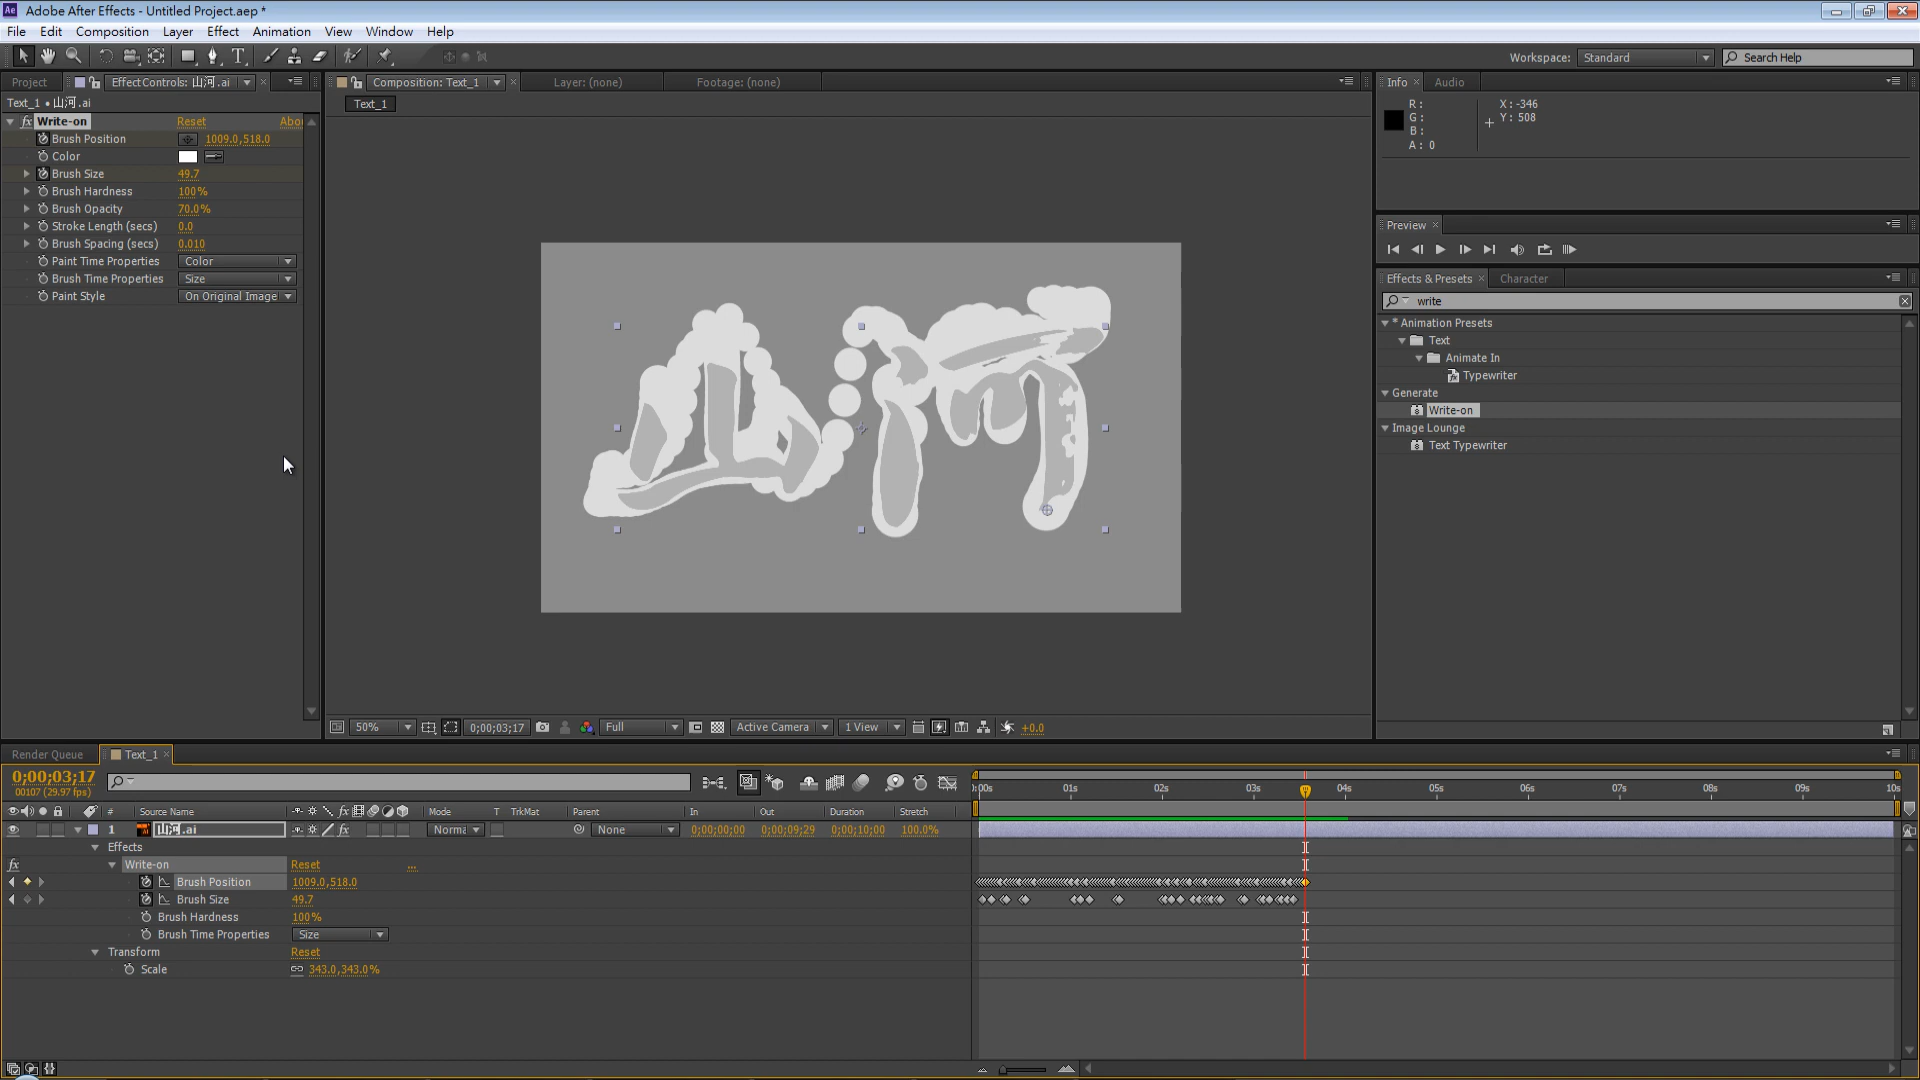 Adobe After Effects - Untitled Project.aep *
File Edit Composition Layer Effect Animation View Window Help
Workspace: Standard Search Help
Project Effect Controls: 山河.ai Composition: Text_1 Layer: (none) Footage: (none) Info Audio
Text_1 • 山河.ai
Text_1
Write-on Reset Abou
Brush Position 1009.0,518.0
Color
Brush Size 49.7
Brush Hardness 100%
Brush Opacity 70.0%
Stroke Length (secs) 0.0
Brush Spacing (secs) 0.010
Paint Time Properties Color
Brush Time Properties Size
Paint Style On Original Image
山河
R :
G :
B :
A : 0
X : -346
Y : 508
Preview
Effects & Presets Character
write
* Animation Presets
Text
Animate In
Typewriter
Generate
Write-on
Image Lounge
Text Typewriter
50% 0;00;03;17 Full Active Camera 1 View +0.0
Render Queue Text_1
0;00;03;17
00107 (29.97 fps)
0:00s 01s 02s 03s 04s 05s 06s 07s 08s 09s 10s
# Source Name Mode T TrkMat Parent In Out Duration Stretch
1 山河.ai Norma None 0;00;00;00 0;00;09;29 0;00;10;00 100.0%
Effects
Write-on Reset ...
Brush Position 1009.0,518.0
Brush Size 49.7
Brush Hardness 100%
Brush Time Properties Size
Transform Reset
Scale 343.0,343.0%